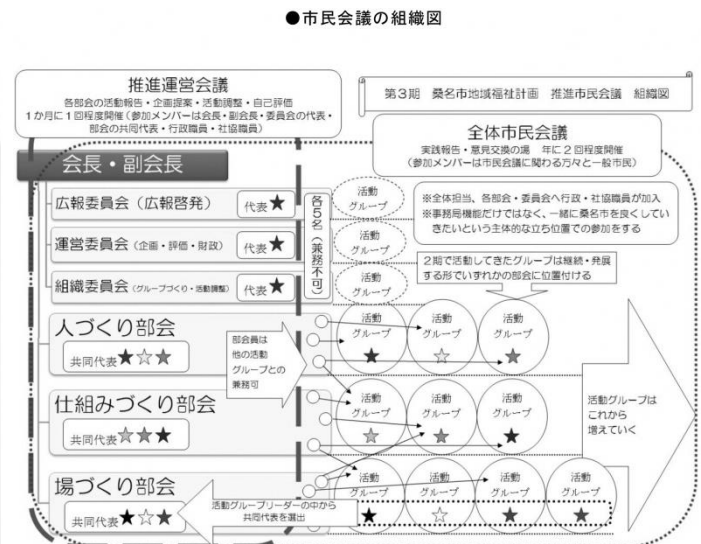 ●市民会議の組織図
推進運営会議
各部会の活動報告・企画提案・活動調整・自己評価
1か月に1回程度開催（参加メンバーは会長・副会長・委員会の代表・
部会の共同代表・行政職員・社協職員）
第3期　桑名市地域福祉計画　推進市民会議　組織図
全体市民会議
実践報告・意見交換の場　年に2回程度開催
（参加メンバーは市民会議に関わる方々と一般市民）
会長・副会長
広報委員会（広報啓発）
代表★
運営委員会（企画・評価・財政）
代表★
組織委員会（グループづくり・活動調整）
代表★
各5名（兼務不可）
活動
グループ
活動
グループ
活動
グループ
※全体担当、各部会・委員会へ行政・社協職員が加入
※事務局機能だけではなく、一緒に桑名市を良くしてい
きたいという主体的な立ち位置での参加をする
2期で活動してきたグループは継続・発展
する形でいずれかの部会に位置付ける
人づくり部会
共同代表★☆★
部会員は
他の活動
グループとの
兼務可
活動
グループ
★
活動
グループ
☆
活動
グループ
★
仕組みづくり部会
共同代表★★★
活動
グループ
★
活動
グループ
★
活動
グループ
★
活動グループは
これから
増えていく
場づくり部会
共同代表★☆★
活動グループリーダーの中から
共同代表を選出
活動
グループ
★
活動
グループ
☆
活動
グループ
★
活動
グループ
★